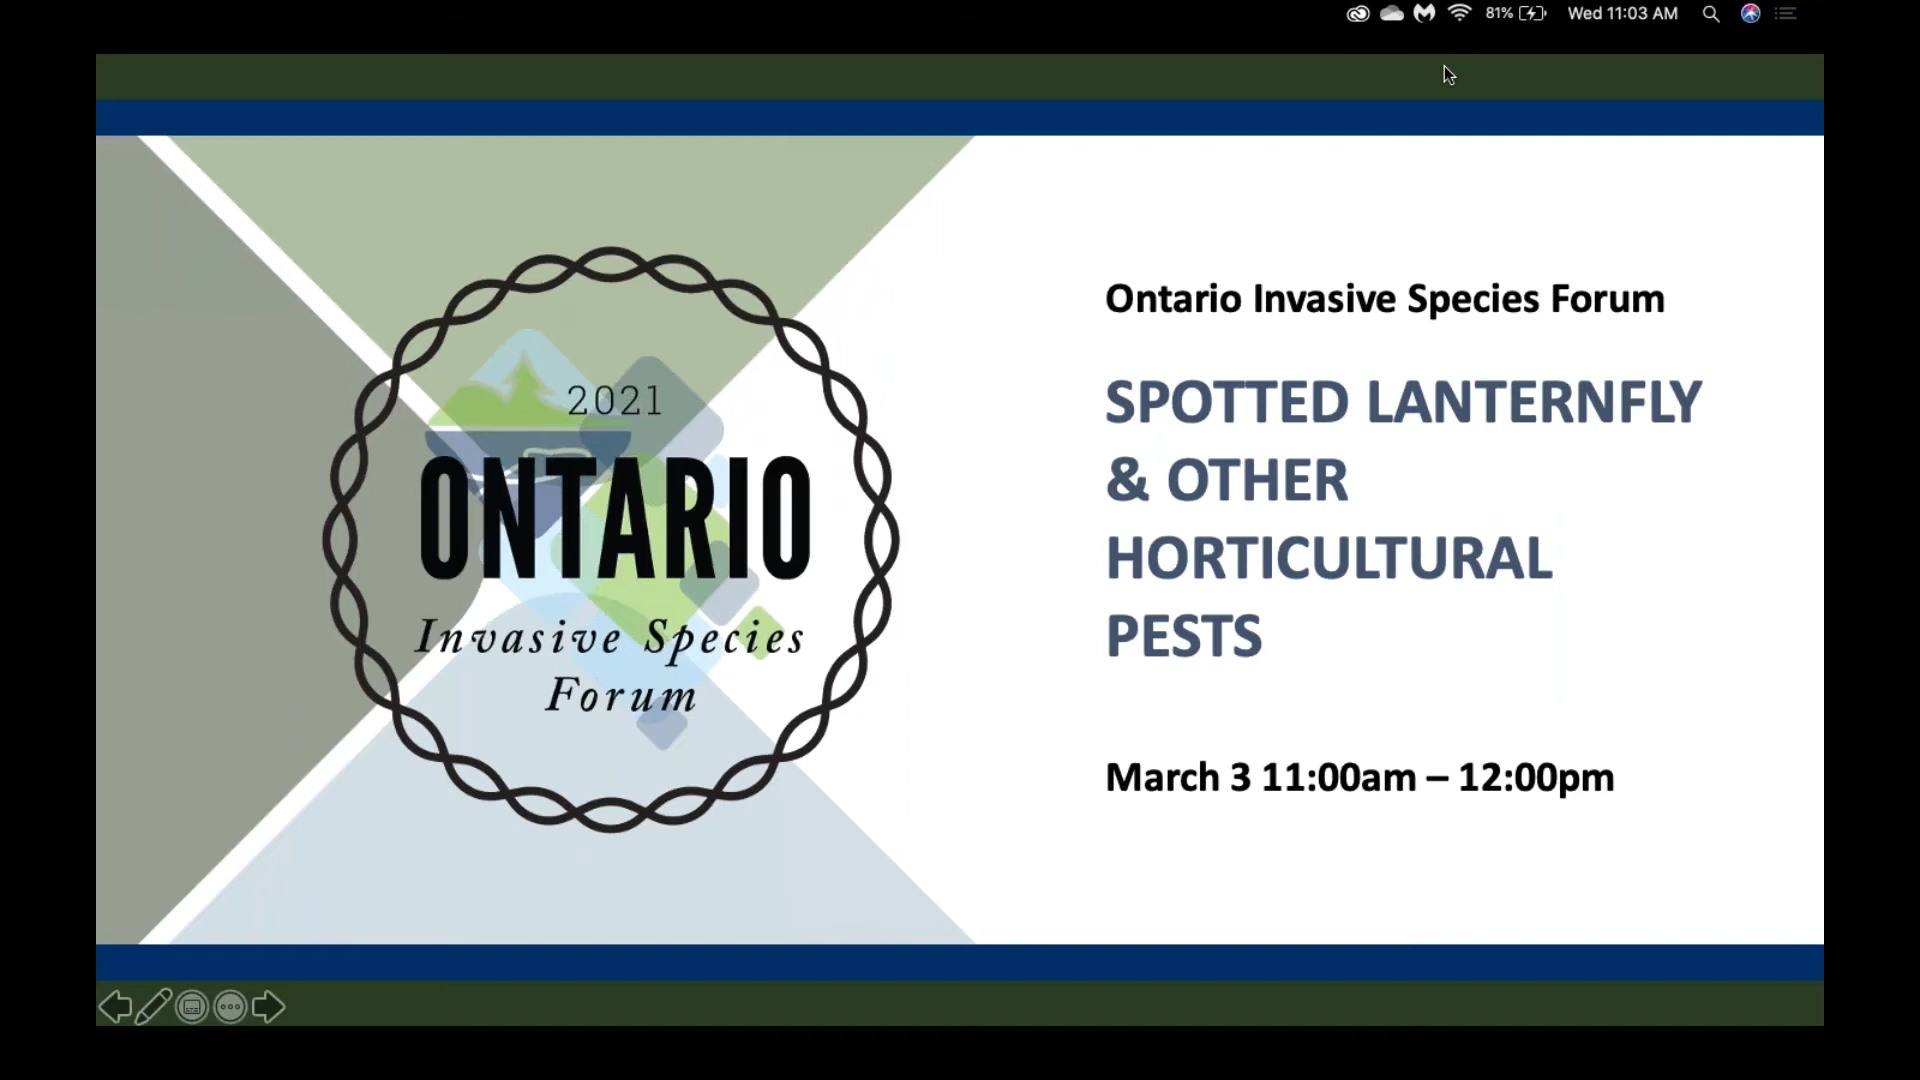 81% Wed 11:03 AM
2021
ONTARIO
Invasive Species
Forum
Ontario Invasive Species Forum
SPOTTED LANTERNFLY
& OTHER
HORTICULTURAL
PESTS
March 3 11:00am – 12:00pm